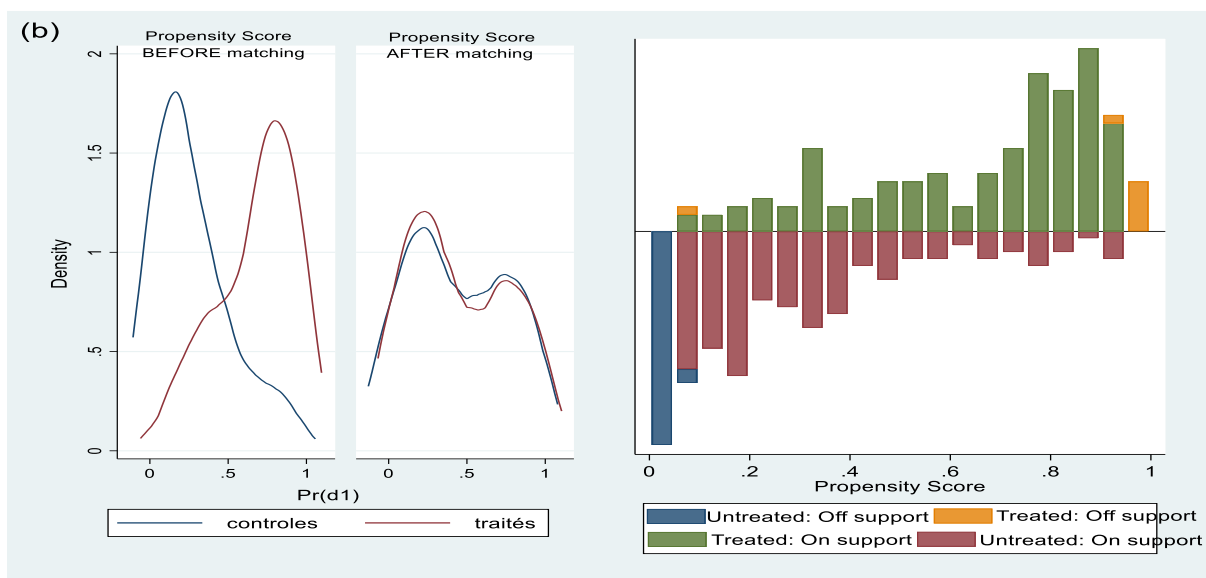 (b)
Propensity Score
BEFORE matching
Propensity Score
AFTER matching
Density
2
1.5
1
.5
0
0 .5 1
0 .5 1
Pr(d1)
controles traités
0 .2 .4 .6 .8 1
Propensity Score
Untreated: Off support Treated: Off support
Treated: On support Untreated: On support